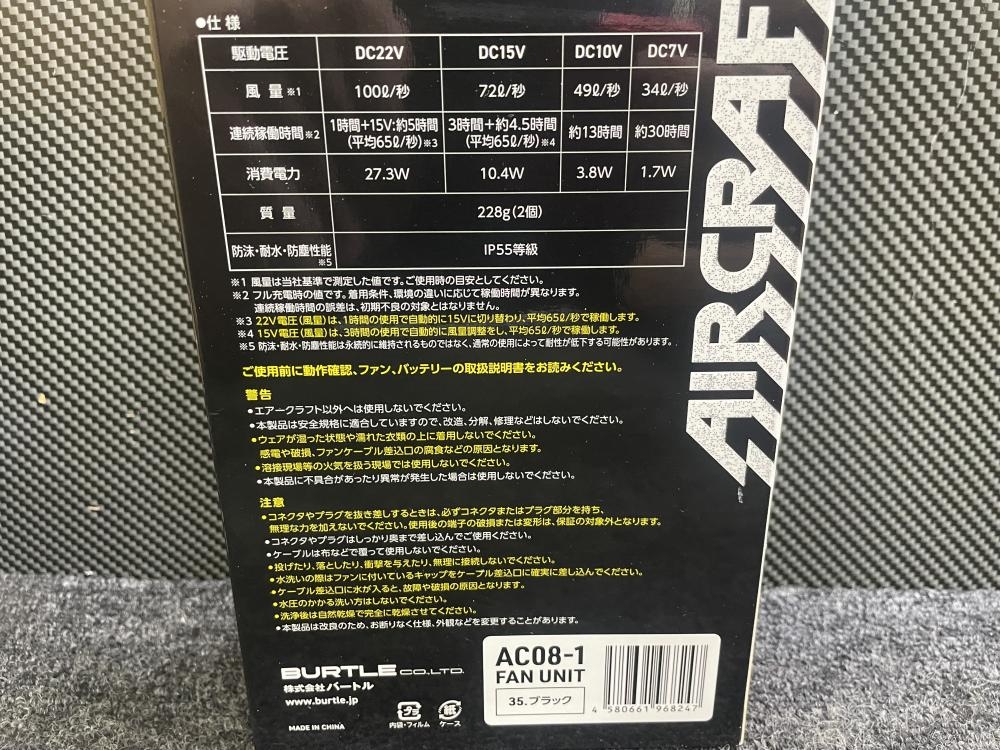 ●仕様
駆動電圧 DC22V DC15V DC10V DC7V
風量※1 100ℓ/秒 72ℓ/秒 49ℓ/秒 34ℓ/秒
連続稼働時間※2 1時間+15V:約5時間 3時間+約4.5時間 約13時間 約30時間
(平均65ℓ/秒)※3 (平均65ℓ/秒)※4
消費電力 27.3W 10.4W 3.8W 1.7W
質量 228g(2個)
防沫・耐水・防塵性能 IP55等級
※5
※1 風量は当社基準で測定した値です。ご使用時の目安としてください。
※2 フル充電時の値です。着用条件、環境の違いに応じて稼働時間が異なります。
連続稼働時間の誤差は、初期不良の対象とはなりません。
※3 22V電圧(風量)は、1時間の使用で自動的に15Vに切り替わり、平均65ℓ/秒で稼働します。
※4 15V電圧(風量)は、3時間の使用で自動的に風量調整をし、平均65ℓ/秒で稼働します。
※5 防沫・耐水・防塵性能は永続的に維持されるものではなく、通常の使用によって耐性が低下する可能性があります。
ご使用前に動作確認、ファン、バッテリーの取扱説明書をお読みください。
警告
●エアークラフト以外へは使用しないでください。
●本製品は安全規格に適合していますので、改造、分解、修理などはしないでください。
●ウェアが湿った状態や濡れた衣類の上に着用しないでください。
感電や破損、ファンケーブル差込口の腐食などの原因となります。
●溶接現場等の火気を扱う現場では使用しないでください。
●本製品に不具合があったり異常が発生した場合は使用しないでください。
注意
●コネクタやプラグを抜き差しするときは、必ずコネクタまたはプラグ部分を持ち、
無理な力を加えないでください。使用後の端子の破損または変形は、保証の対象外となります。
●コネクタやプラグはしっかり奥まで差し込んでご使用ください。
●ケーブルは布などで覆って使用しないでください。
●投げたり、落としたり、衝撃を与えたり、無理に接続しないでください。
●水洗いの際はファンに付いているキャップをケーブル差込口に確実に差し込んでください。
●ケーブル差込口に水が入ると、故障や破損の原因となります。
●水圧のかかる洗い方はしないでください。
●洗浄後は自然乾燥で完全に乾燥させてください。
●本製品は改良のため、お断りなく仕様、外観などを変更することがあります。
BURTLE CO.,LTD.
株式会社バートル
www.burtle.jp
MADE IN CHINA
プラ
内袋・フィルム
紙
ケース
AC08-1
FAN UNIT
35.ブラック
4 580661 968247
AIRCRAF